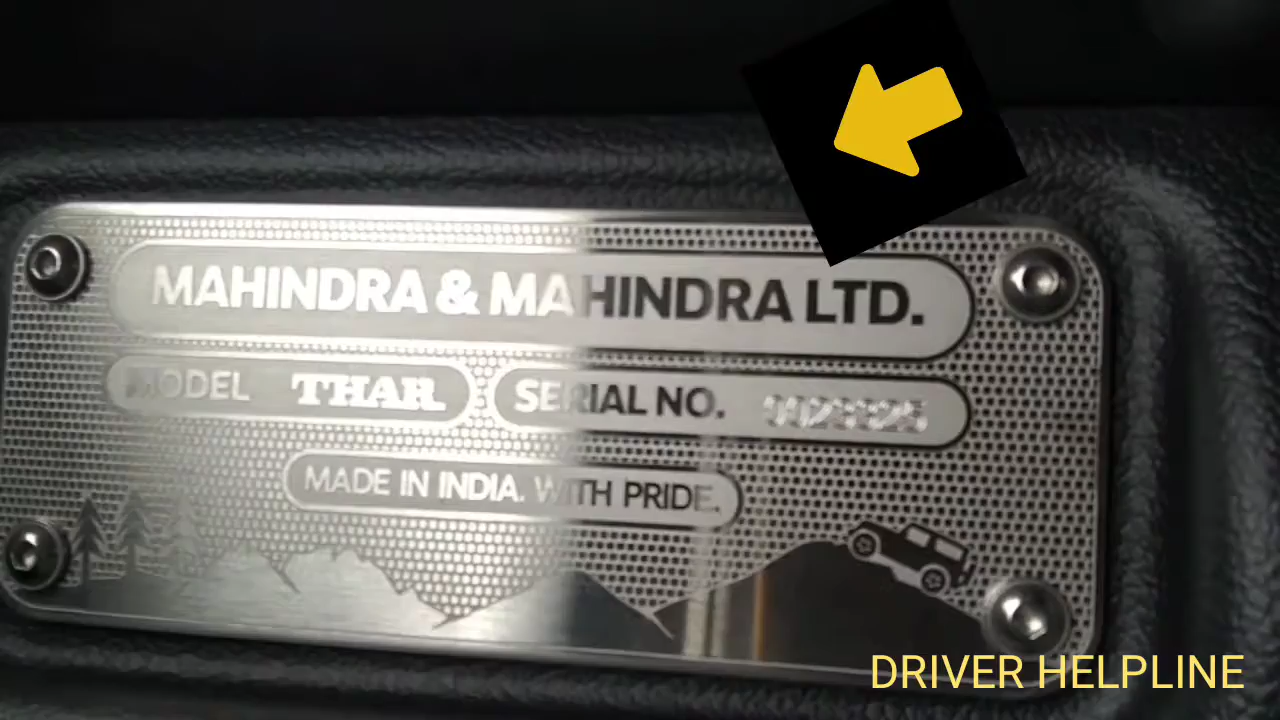 MAHINDRA & MAHINDRA LTD.
MODEL THAR
SERIAL NO.
MADE IN INDIA. WITH PRIDE.
DRIVER HELPLINE